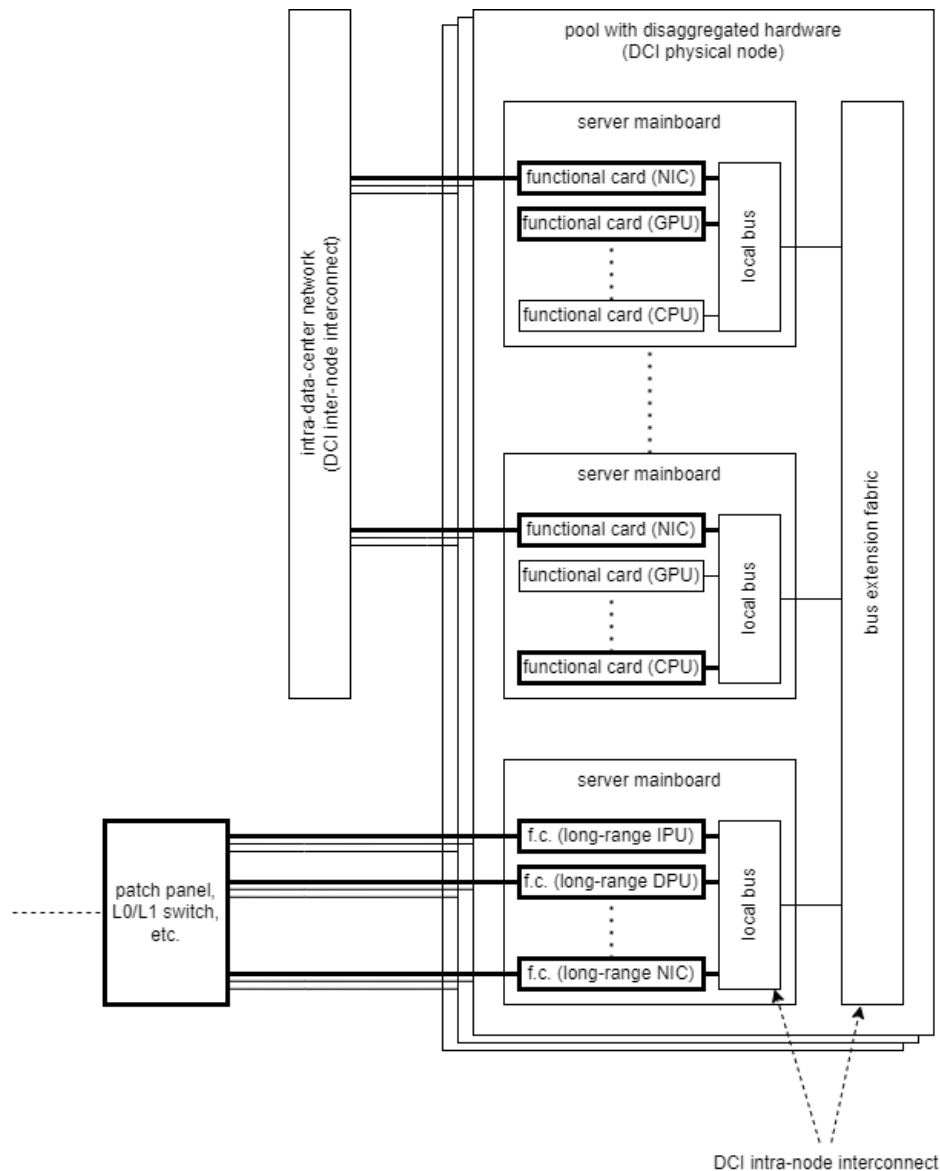 pool with disaggregated hardware
(DCI physical node)
server mainboard
functional card (NIC)
functional card (GPU)
functional card (CPU)
local bus
intra-data-center network
(DCI inter-node interconnect)
bus extension fabric
server mainboard
functional card (NIC)
functional card (GPU)
functional card (CPU)
local bus
server mainboard
f.c. (long-range IPU)
f.c. (long-range DPU)
f.c. (long-range NIC)
local bus
patch panel,
L0/L1 switch,
etc.
DCI intra-node interconnect